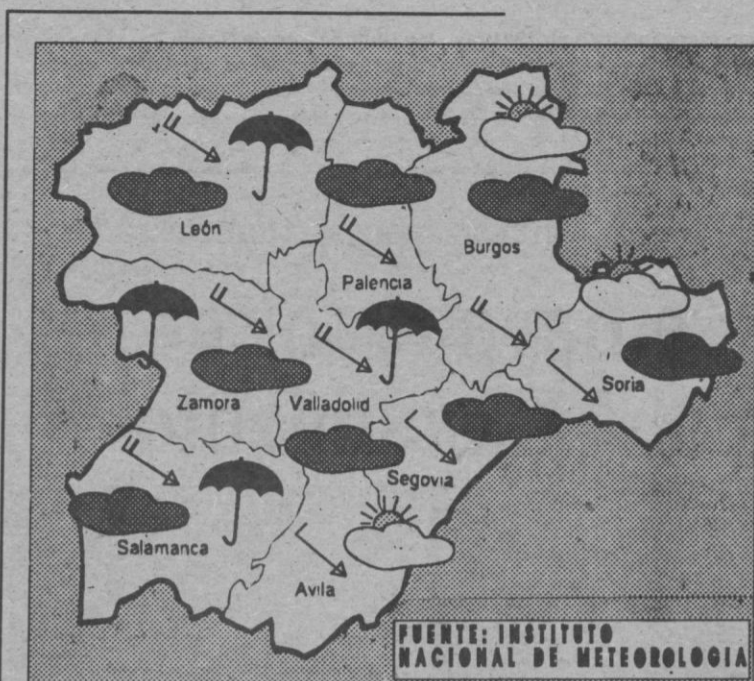 León
Burgos
Palencia
Soria
Zamora
Valladolid
Segovia
Salamanca
Avila
FUENTE: INSTITUTO
NACIONAL DE METEOROLOGIA